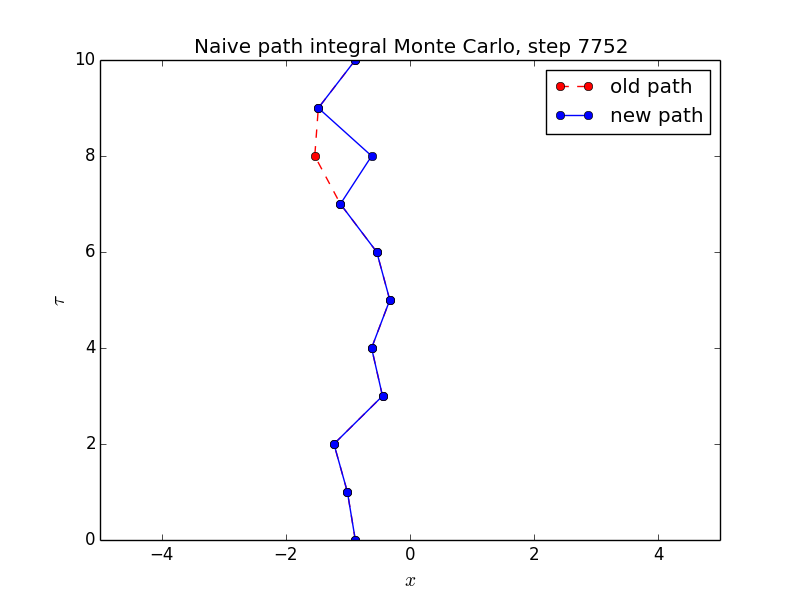 Naive path integral Monte Carlo, step 7752
10
old path
new path
8
6
τ
4
2
0
−4
−2
0
2
4
x